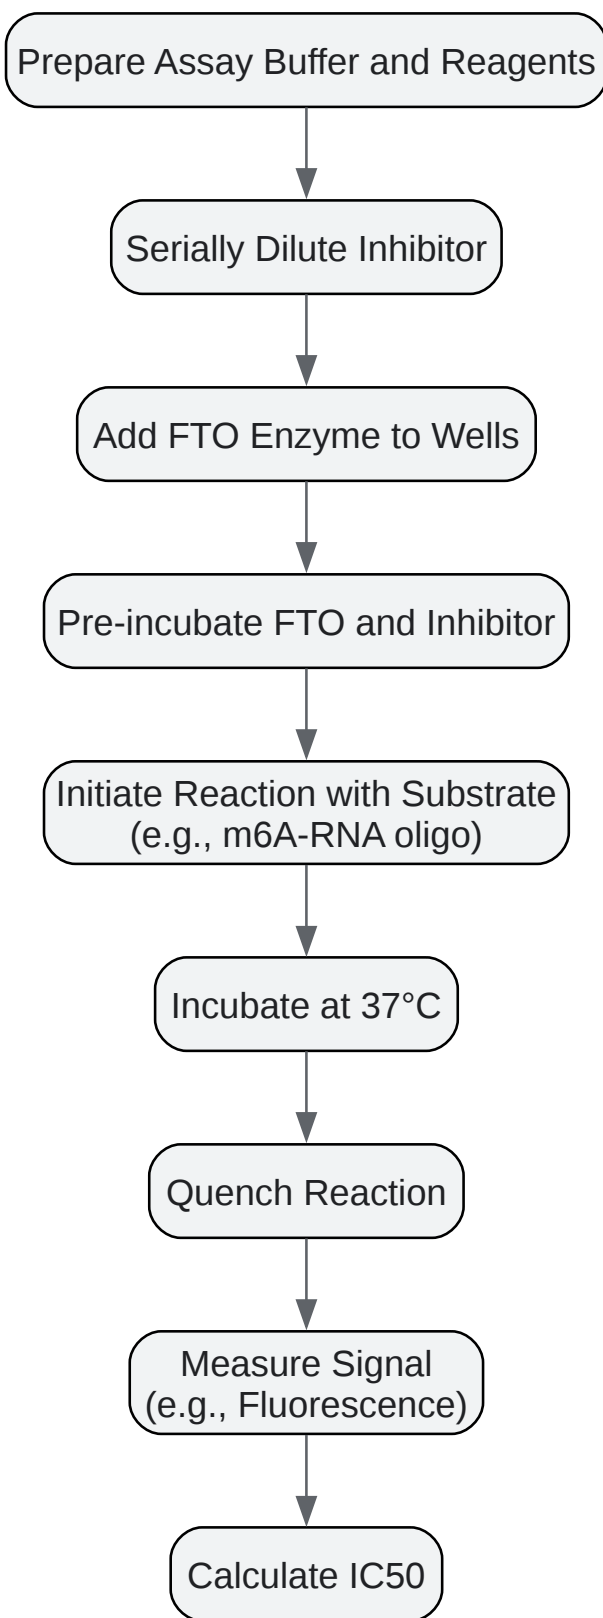 Prepare Assay Buffer and Reagents
Serially Dilute Inhibitor
Add FTO Enzyme to Wells
Pre-incubate FTO and Inhibitor
Initiate Reaction with Substrate
(e.g., m6A-RNA oligo)
Incubate at 37°C
Quench Reaction
Measure Signal
(e.g., Fluorescence)
Calculate IC50